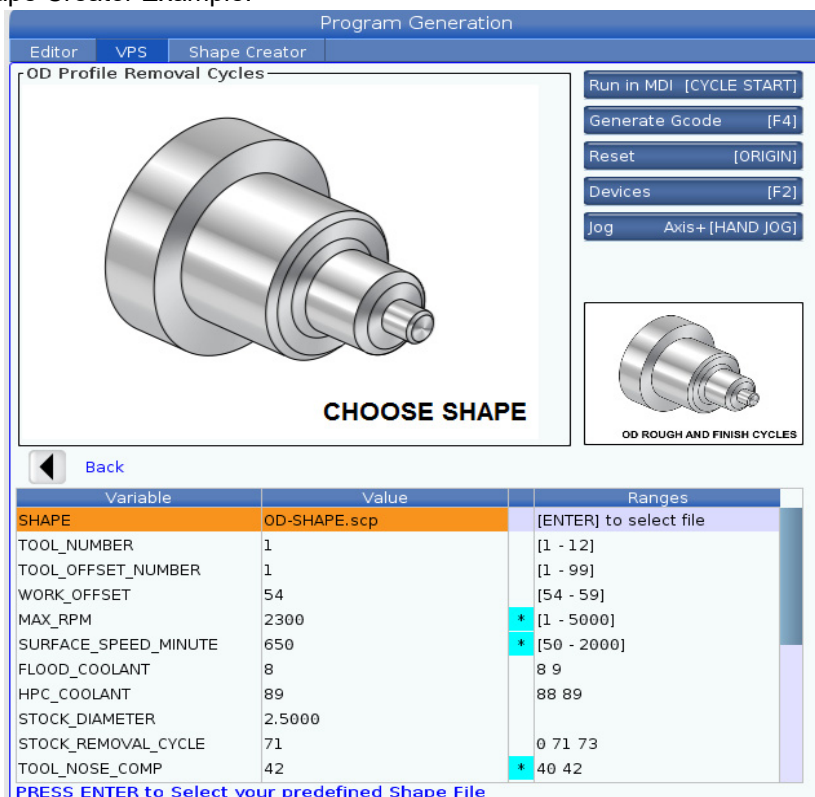 Shape Creator Example:
Program Generation
Editor VPS Shape Creator
OD Profile Removal Cycles
Run in MDI [CYCLE START]
Generate Gcode [F4]
Reset [ORIGIN]
Devices [F2]
Jog Axis+[HAND JOG]
CHOOSE SHAPE
OD ROUGH AND FINISH CYCLES
Back
Variable Value Ranges
SHAPE OD-SHAPE.scp [ENTER] to select file
TOOL_NUMBER 1 [1 - 12]
TOOL_OFFSET_NUMBER 1 [1 - 99]
WORK_OFFSET 54 [54 - 59]
MAX_RPM 2300 * [1 - 5000]
SURFACE_SPEED_MINUTE 650 * [50 - 2000]
FLOOD_COOLANT 8 8 9
HPC_COOLANT 89 88 89
STOCK_DIAMETER 2.5000
STOCK_REMOVAL_CYCLE 71 0 71 73
TOOL_NOSE_COMP 42 * 40 42
PRESS ENTER to Select your predefined Shape File